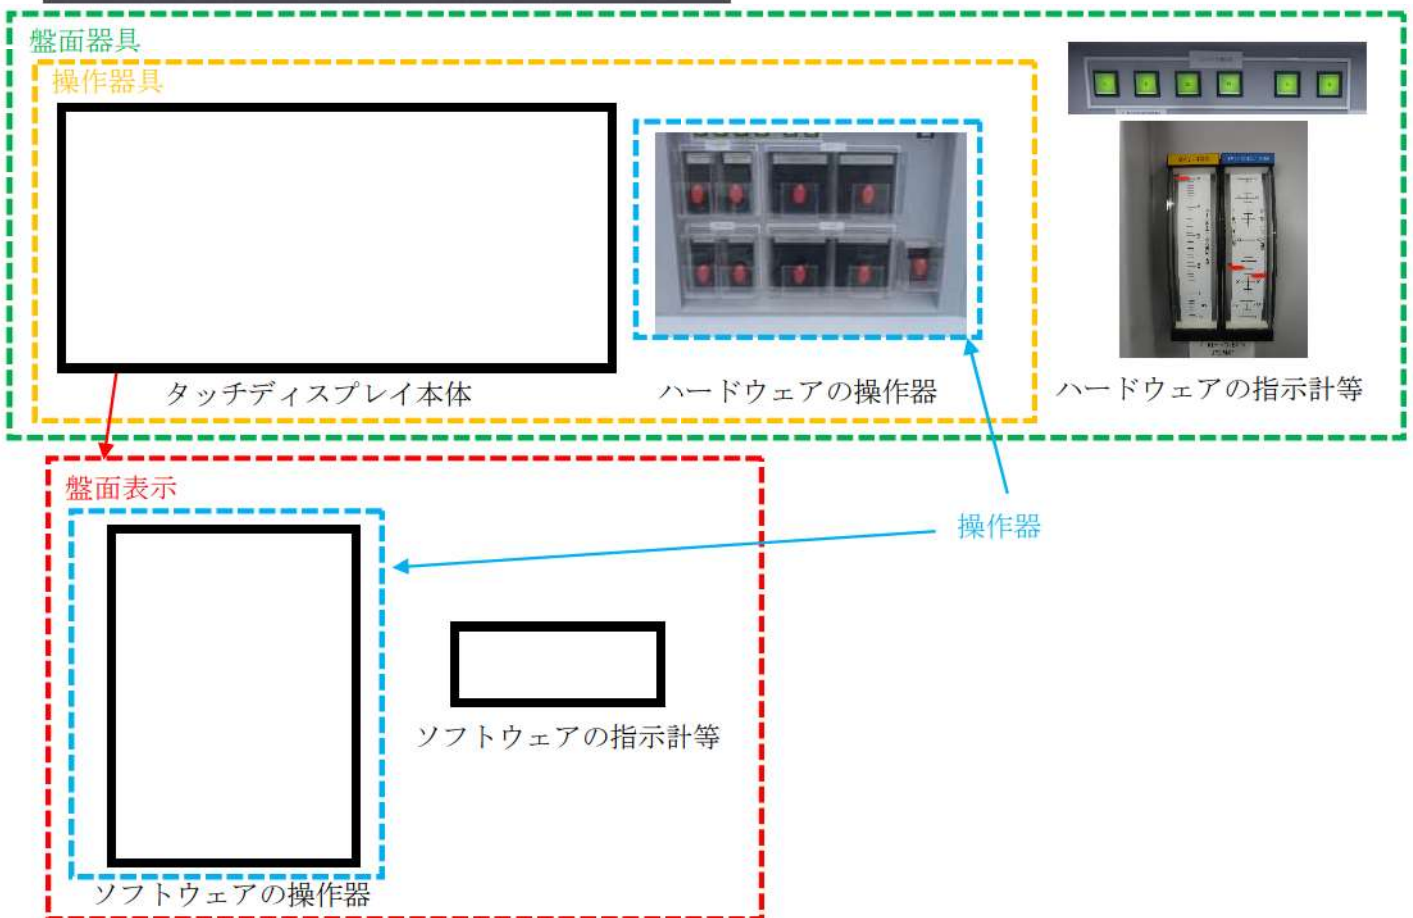 盤面器具
操作器具
タッチディスプレイ本体
ハードウェアの操作器
ハードウェアの指示計等
盤面表示
操作器
ソフトウェアの指示計等
ソフトウェアの操作器